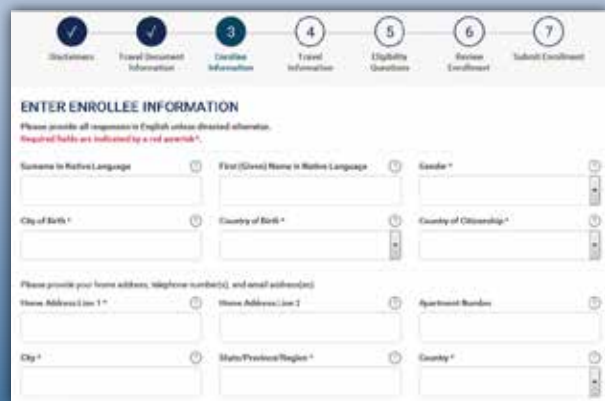 3 4 5 6 7
Disclaimers Travel Document Enrollee Travel Eligibility Review Submit Enrollment
Information Information Information Questions Enrollment
ENTER ENROLLEE INFORMATION
Please provide all responses in English unless directed otherwise.
Required fields are indicated by a red asterisk*.
Surname in Native Language ? First (Given) Name in Native Language ? Gender * ?
City of Birth * ? Country of Birth * ? Country of Citizenship * ?
Please provide your home address, telephone number(s), and email address(es)
Home Address Line 1 * ? Home Address Line 2 ? Apartment Number ?
City * ? State/Province/Region * ? Country * ?